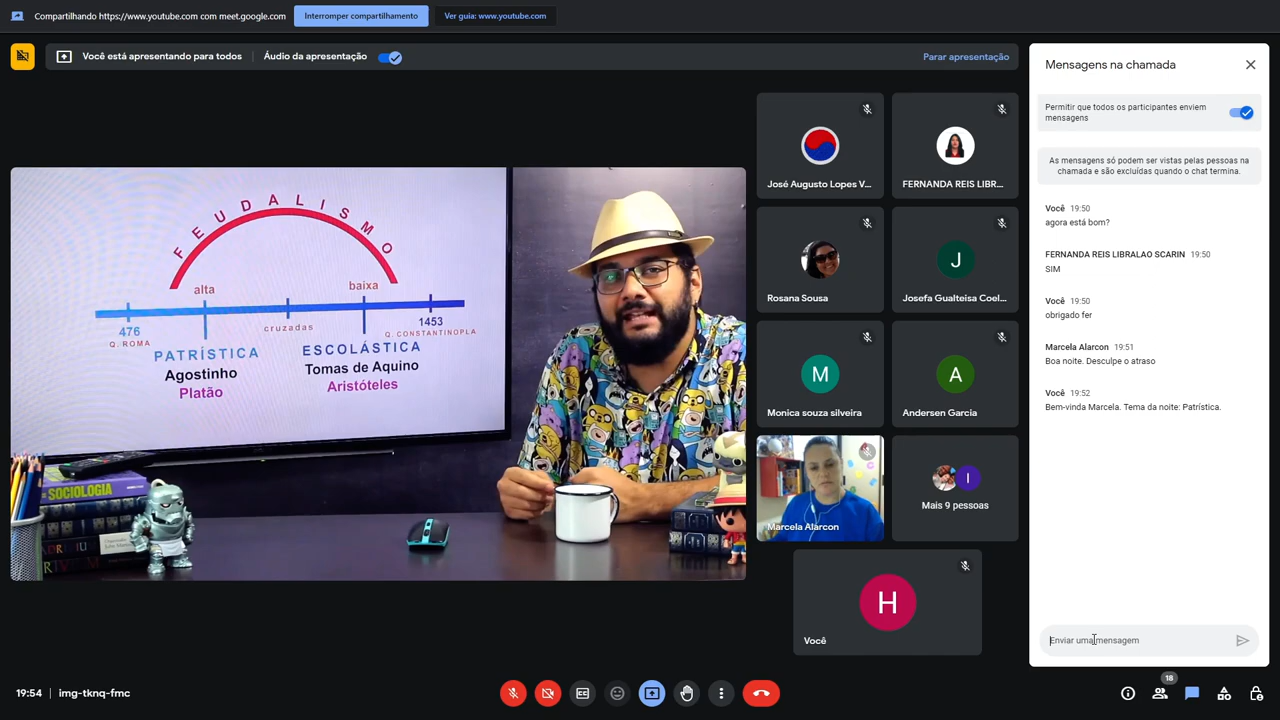 Compartilhando https://www.youtube.com com meet.google.com
Interromper compartilhamento
Ver guia: www.youtube.com
Você está apresentando para todos
Áudio da apresentação
Parar apresentação
FEUDALISMO
alta
baixa
476
Q. ROMA
cruzadas
1453
Q. CONSTANTINOPLA
PATRÍSTICA
Agostinho
Platão
ESCOLÁSTICA
Tomas de Aquino
Aristóteles
SOCIOLOGIA
José Augusto Lopes V...
FERNANDA REIS LIBR...
Rosana Sousa
J
Josefa Gualteisa Coel...
M
Monica souza silveira
A
Andersen Garcia
Marcela Alarcon
I
Mais 9 pessoas
H
Você
Mensagens na chamada
Permitir que todos os participantes enviem
mensagens
As mensagens só podem ser vistas pelas pessoas na
chamada e são excluídas quando o chat termina.
Você 19:50
agora está bom?
FERNANDA REIS LIBRALAO SCARIN 19:50
SIM
Você 19:50
obrigado fer
Marcela Alarcon 19:51
Boa noite. Desculpe o atraso
Você 19:52
Bem-vinda Marcela. Tema da noite: Patrística.
Enviar uma mensagem
19:54
img-tknq-fmc
18